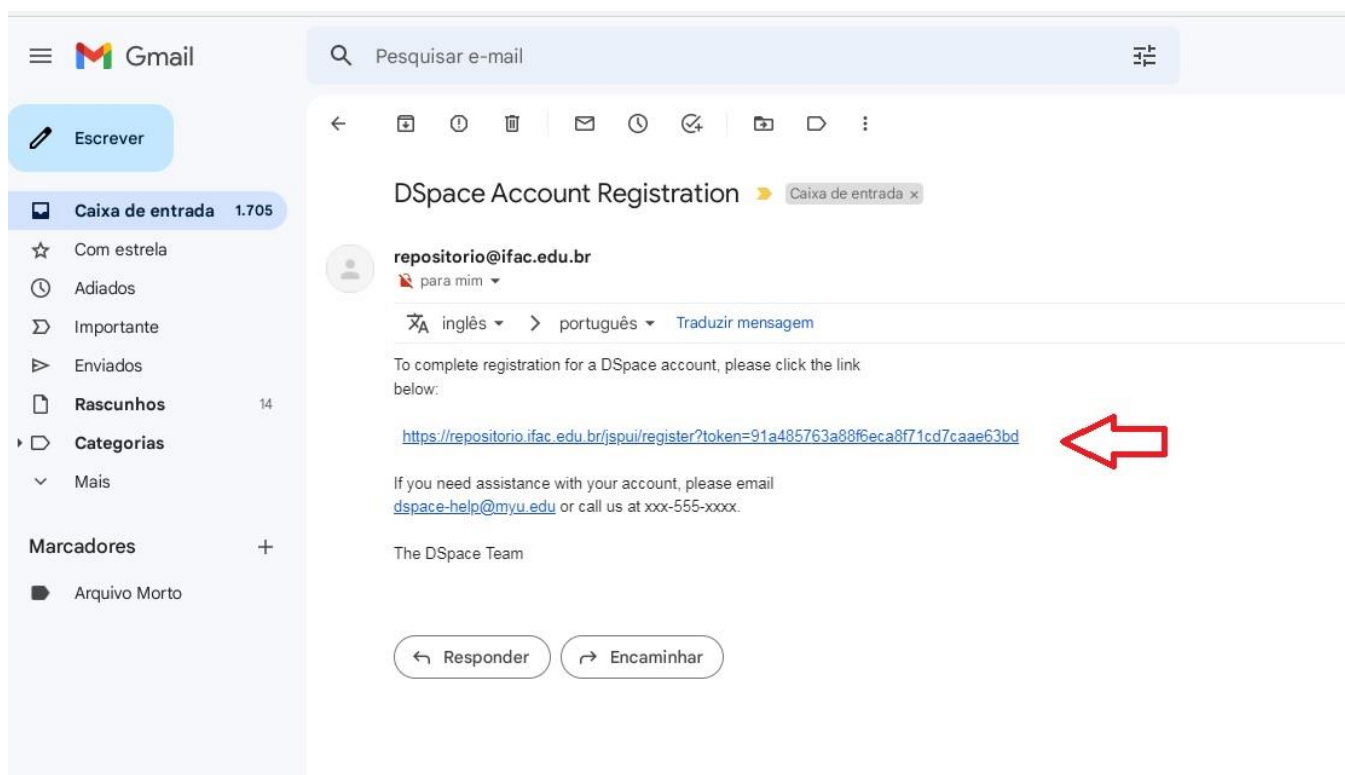 Gmail
Pesquisar e-mail
Escrever
Caixa de entrada 1.705
Com estrela
Adiados
Importante
Enviados
Rascunhos 14
Categorias
Mais
Marcadores +
Arquivo Morto
DSpace Account Registration Caixa de entrada x
repositorio@ifac.edu.br
para mim
inglês > português Traduzir mensagem
To complete registration for a DSpace account, please click the link
below:
https://repositorio.ifac.edu.br/jspui/register?token=91a485763a88f6eca8f71cd7caae63bd
If you need assistance with your account, please email
dspace-help@myu.edu or call us at xxx-555-xxxx.
The DSpace Team
Responder
Encaminhar